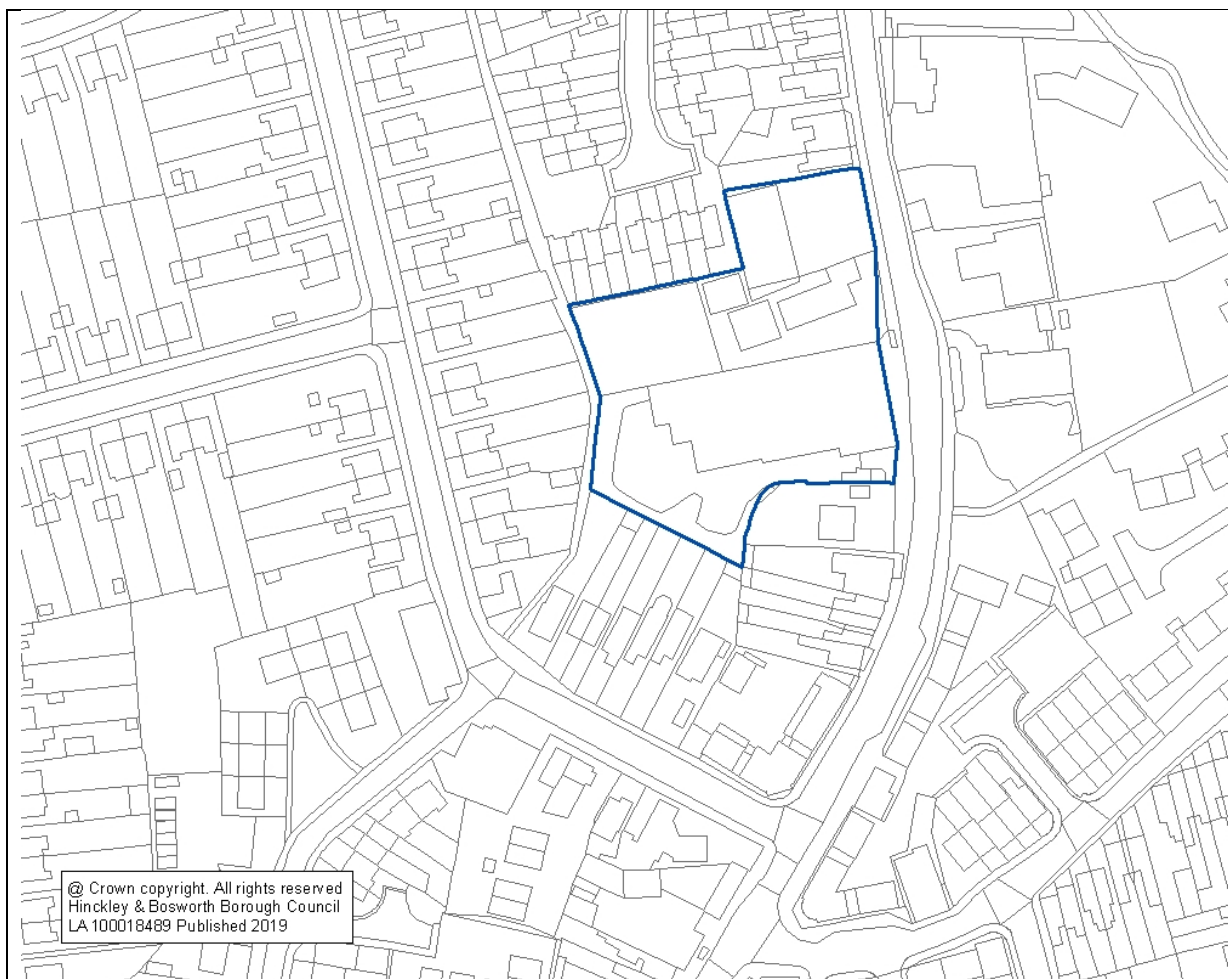 @ Crown copyright. All rights reserved
Hinckley & Bosworth Borough Council
LA 100018489 Published 2019